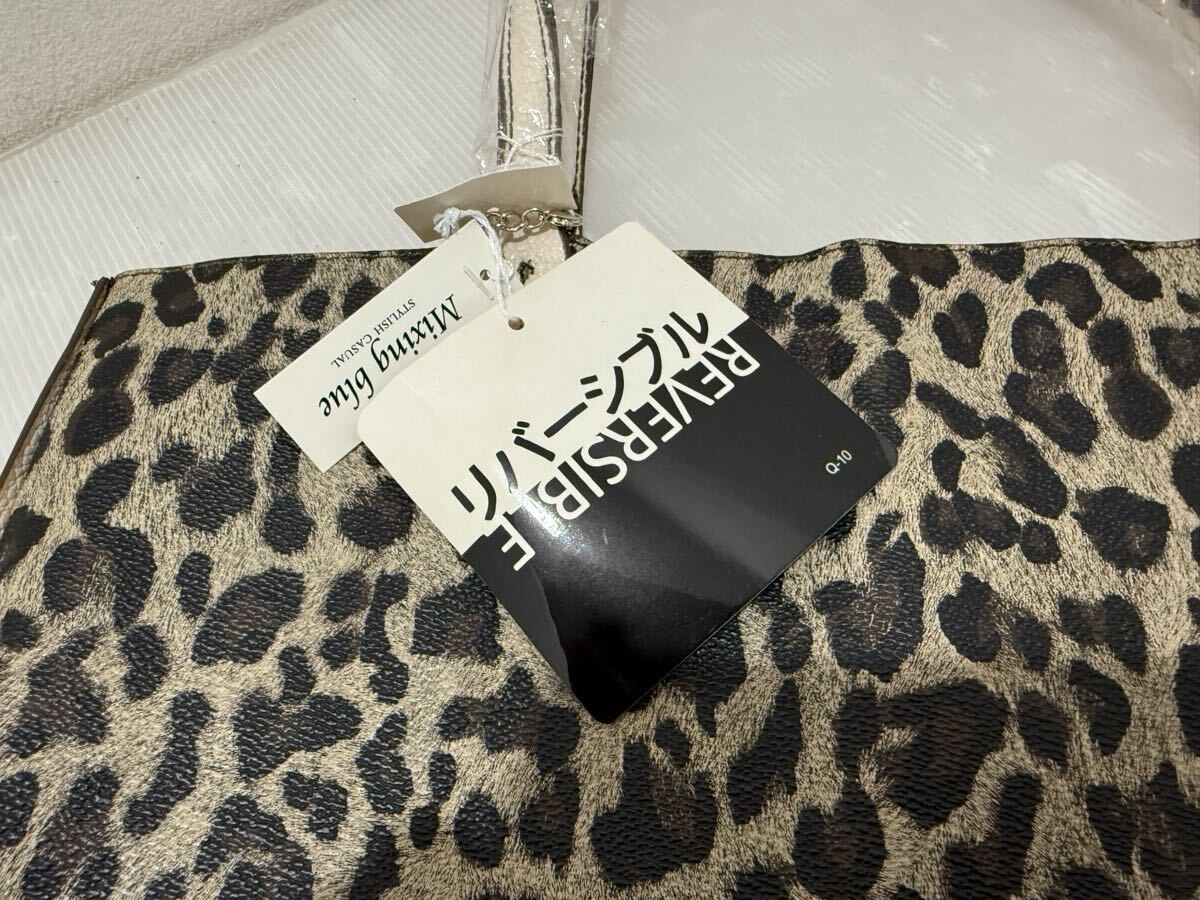 Mixing blue
STYLISH CASUAL
リバーシブル
REVERSIBLE
Q-10